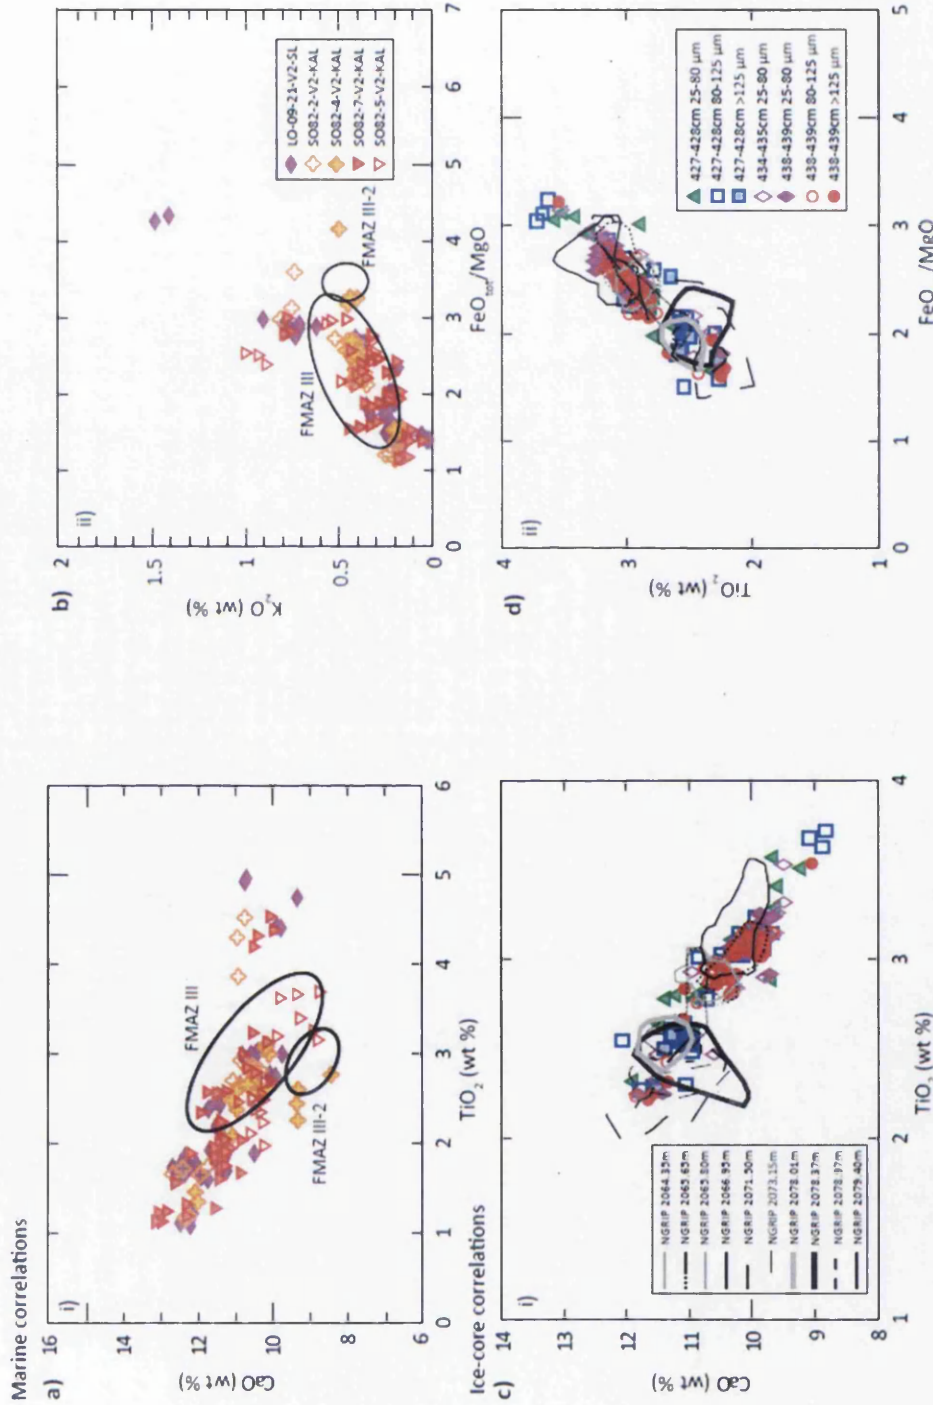 Marine correlations
a)
i)
CaO (wt %)
16
14
12
10
8
6
0
1
2
3
4
5
6
TiO2 (wt %)
FMAZ III
FMAZ III-2
b)
ii)
K2O (wt %)
2
1.5
1
0.5
0
0
1
2
3
4
5
6
7
FeOtot/MgO
FMAZ III
FMAZ III-2
LO-09-21-V2-SL
SO82-2-V2-KAL
SO82-4-V2-KAL
SO82-7-V2-KAL
SO82-5-V2-KAL
Ice-core correlations
c)
i)
CaO (wt %)
14
13
12
11
10
9
8
1
2
3
4
TiO2 (wt %)
NGRIP 2064.35m
NGRIP 2065.65m
NGRIP 2065.80m
NGRIP 2066.95m
NGRIP 2071.50m
NGRIP 2073.15m
NGRIP 2078.01m
NGRIP 2078.37m
NGRIP 2078.97m
NGRIP 2079.40m
d)
ii)
TiO2 (wt %)
4
3
2
1
0
1
2
3
4
5
FeO /MgO
427-428cm 25-80 µm
427-428cm 80-125 µm
427-428cm >125 µm
434-435cm 25-80 µm
438-439cm 25-80 µm
438-439cm 80-125 µm
438-439cm >125 µm